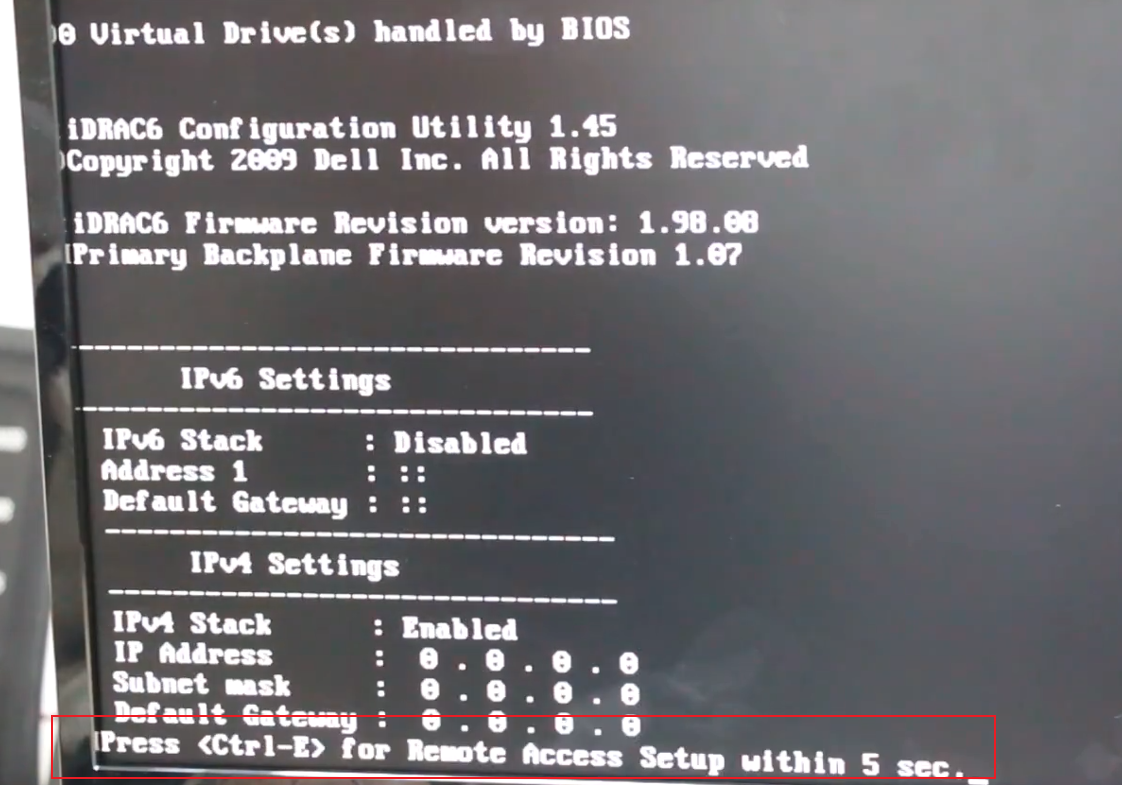 0 Virtual Drive(s) handled by BIOS
iDRAC6 Configuration Utility 1.45
Copyright 2009 Dell Inc. All Rights Reserved
iDRAC6 Firmware Revision version: 1.98.08
Primary Backplane Firmware Revision 1.07
------------------------------
IPv6 Settings
------------------------------
IPv6 Stack : Disabled
Address 1 : ::
Default Gateway : ::
------------------------------
IPv4 Settings
------------------------------
IPv4 Stack : Enabled
IP Address : 0 . 0 . 0 . 0
Subnet mask : 0 . 0 . 0 . 0
Default Gateway : 0 . 0 . 0 . 0
Press <Ctrl-E> for Remote Access Setup within 5 sec._